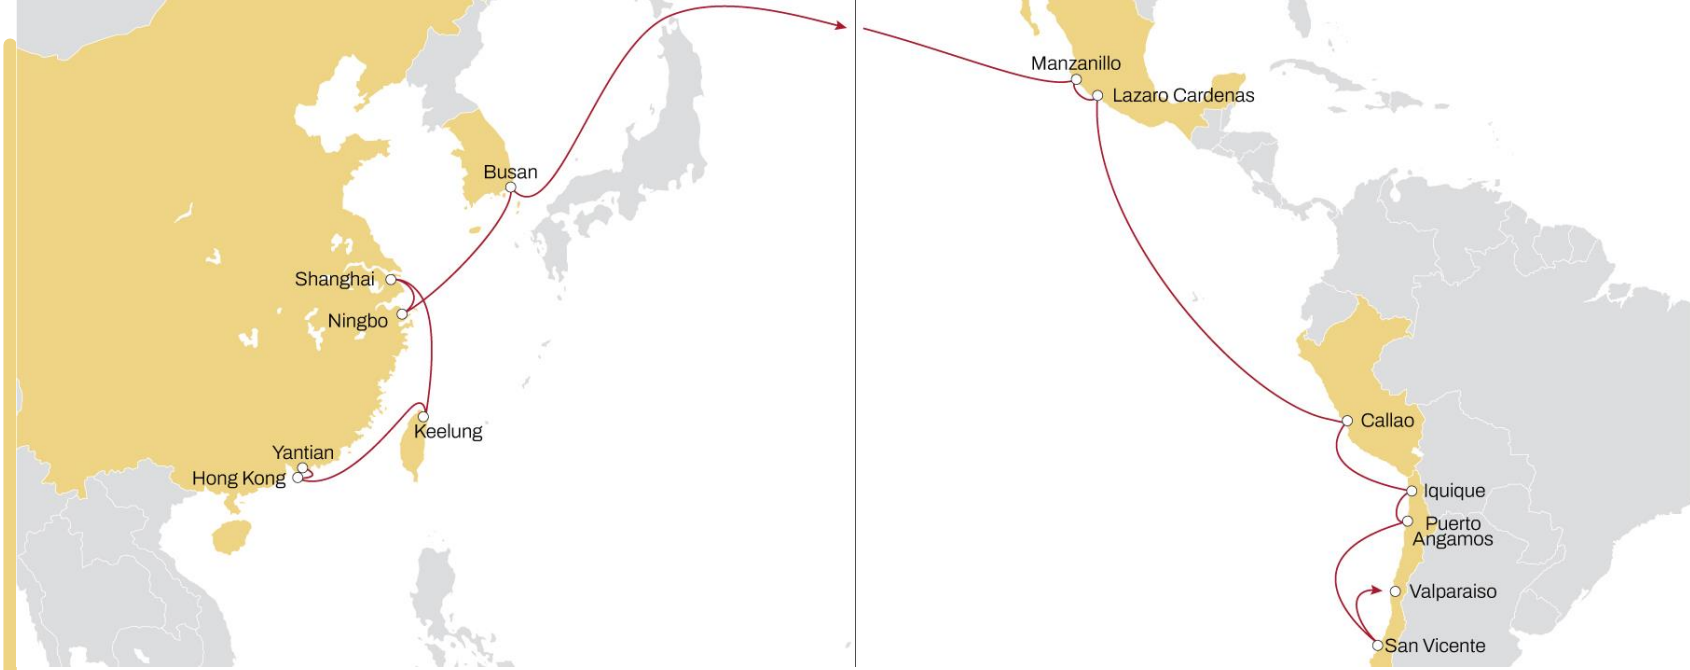 Manzanillo
Lazaro Cardenas
Busan
Shanghai
Ningbo
Callao
Keelung
Yantian
Hong Kong
Iquique
Puerto
Angamos
Valparaiso
San Vicente